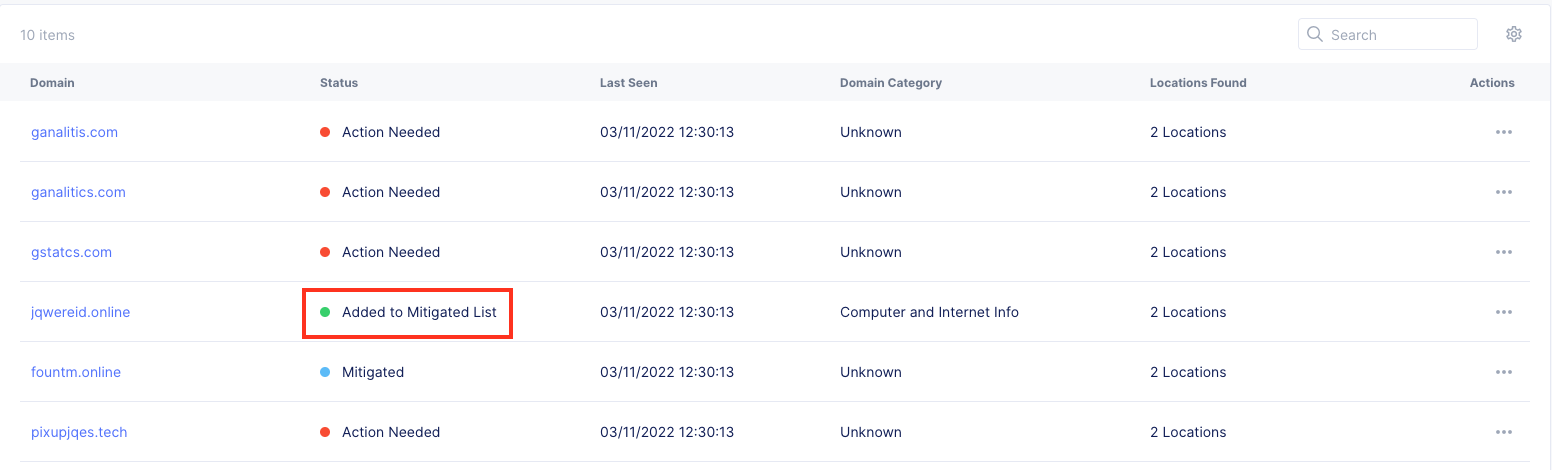 10 items
Search
Domain Status Last Seen Domain Category Locations Found Actions
ganalitis.com Action Needed 03/11/2022 12:30:13 Unknown 2 Locations
ganalitics.com Action Needed 03/11/2022 12:30:13 Unknown 2 Locations
gstatcs.com Action Needed 03/11/2022 12:30:13 Unknown 2 Locations
jqwereid.online Added to Mitigated List 03/11/2022 12:30:13 Computer and Internet Info 2 Locations
fountm.online Mitigated 03/11/2022 12:30:13 Unknown 2 Locations
pixupjqes.tech Action Needed 03/11/2022 12:30:13 Unknown 2 Locations